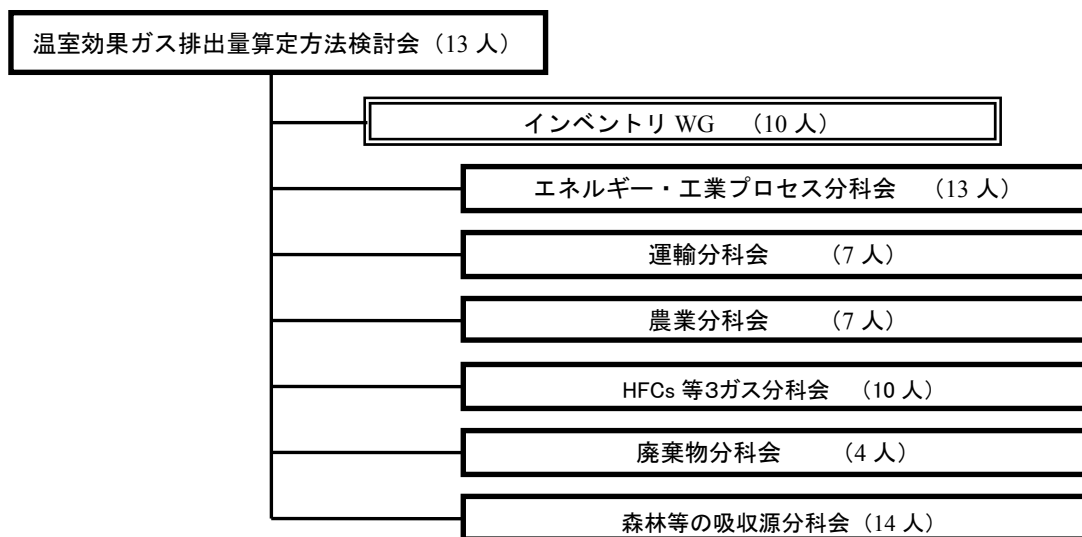 温室効果ガス排出量算定方法検討会（13 人）
インベントリ WG　（10 人）
エネルギー・工業プロセス分科会　（13 人）
運輸分科会　　（7 人）
農業分科会　　（7 人）
HFCs 等３ガス分科会　（10 人）
廃棄物分科会　　（4 人）
森林等の吸収源分科会（14 人）